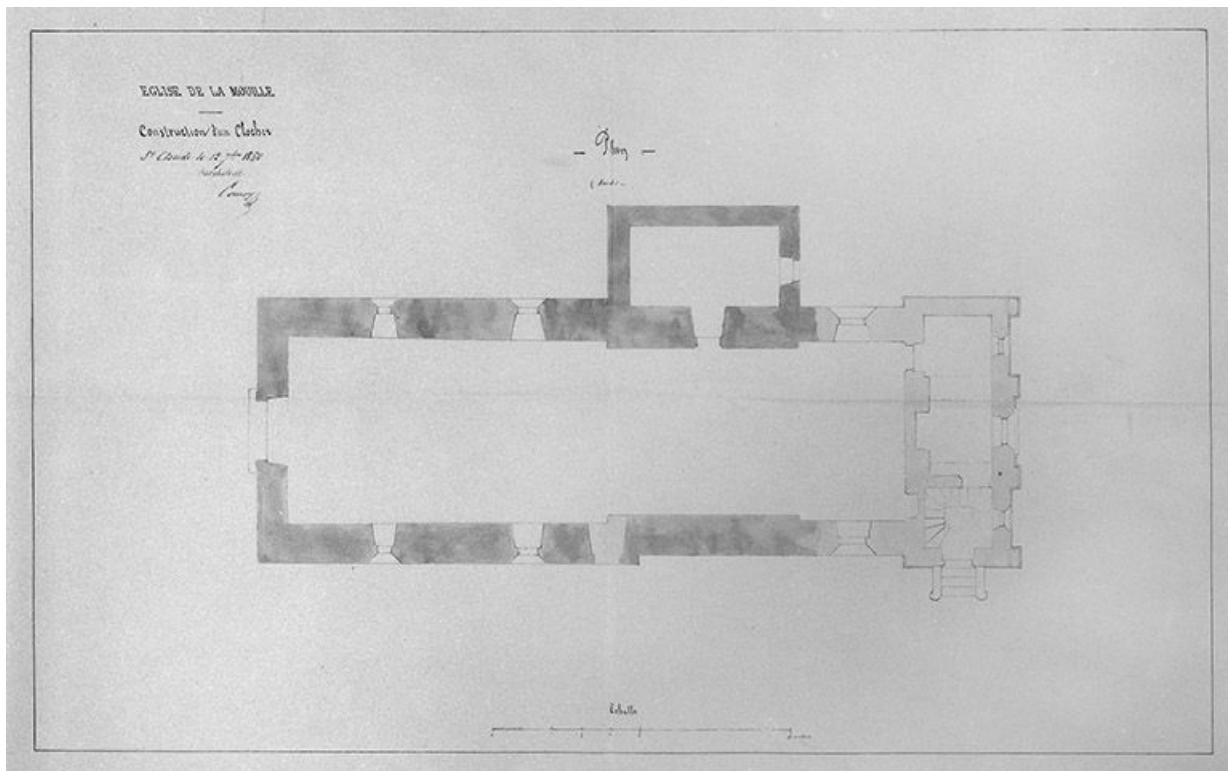 EGLISE DE LA MOUILLE
Construction d'un Clocher
St Claude le 12 7bre 1850
— Plan —
Echelle